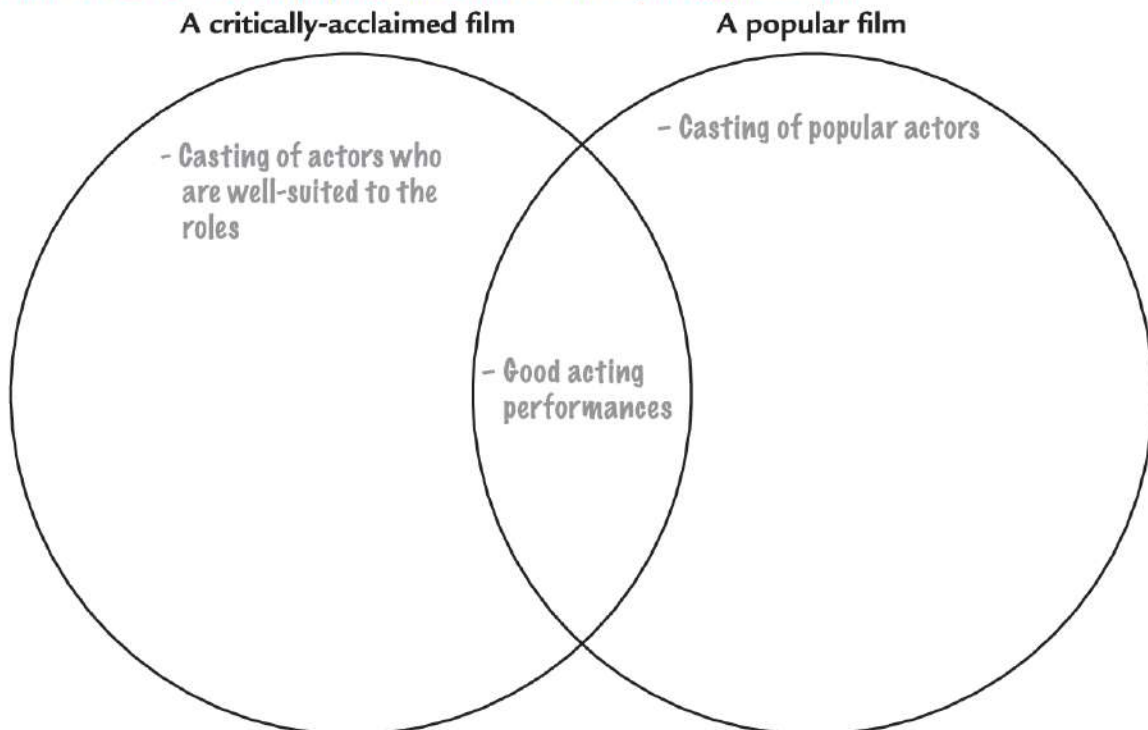 A critically-acclaimed film
A popular film
- Casting of actors who
are well-suited to the
roles
- Casting of popular actors
- Good acting
performances